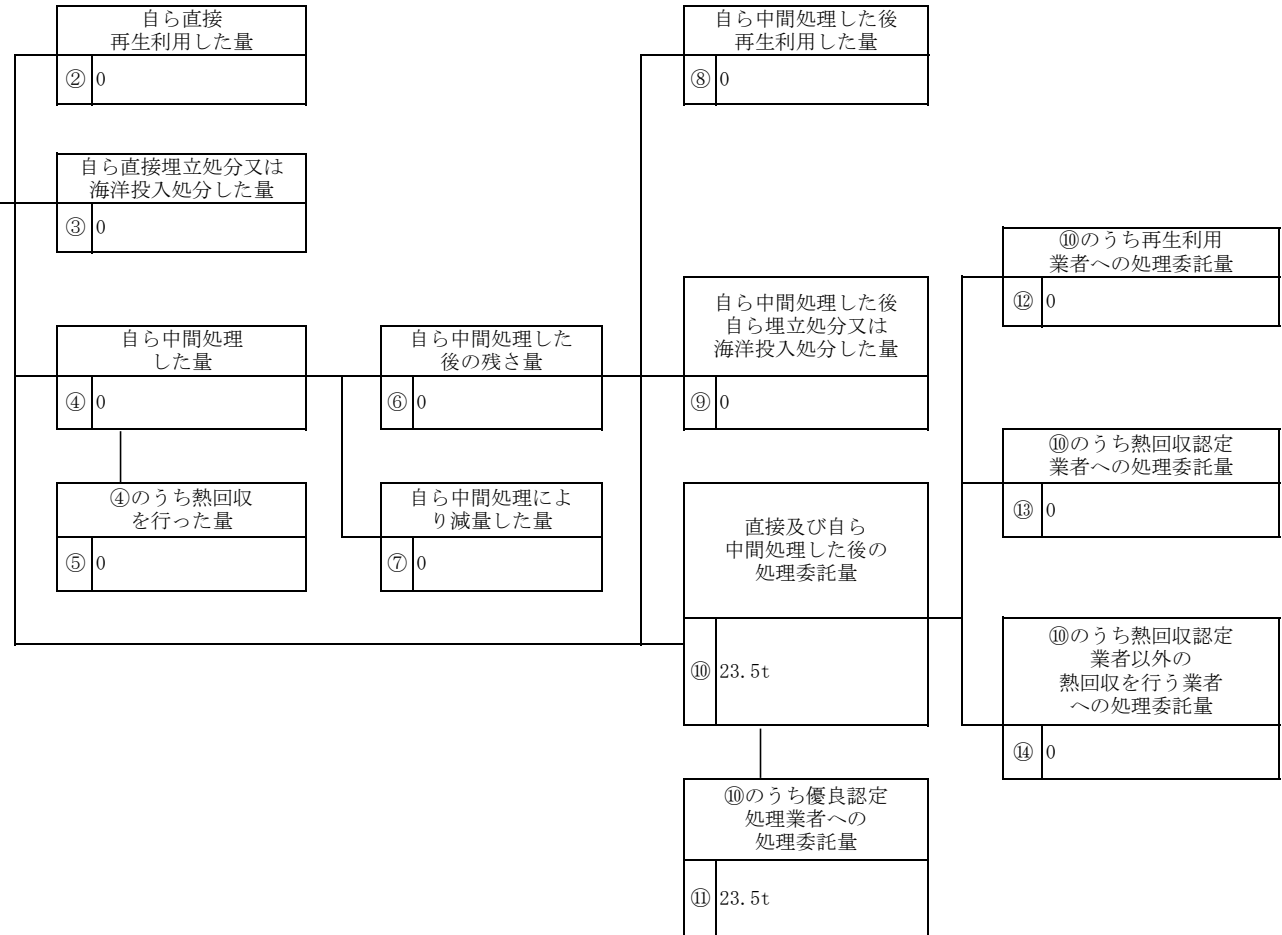 自ら直接
再生利用した量
② 0
自ら直接埋立処分又は
海洋投入処分した量
③ 0
自ら中間処理
した量
④ 0
④のうち熱回収
を行った量
⑤ 0
自ら中間処理した
後の残さ量
⑥ 0
自ら中間処理によ
り減量した量
⑦ 0
自ら中間処理した後
再生利用した量
⑧ 0
自ら中間処理した後
自ら埋立処分又は
海洋投入処分した量
⑨ 0
直接及び自ら
中間処理した後の
処理委託量
⑩ 23.5t
⑩のうち優良認定
処理業者への
処理委託量
⑪ 23.5t
⑩のうち再生利用
業者への処理委託量
⑫ 0
⑩のうち熱回収認定
業者への処理委託量
⑬ 0
⑩のうち熱回収認定
業者以外の
熱回収を行う業者
への処理委託量
⑭ 0